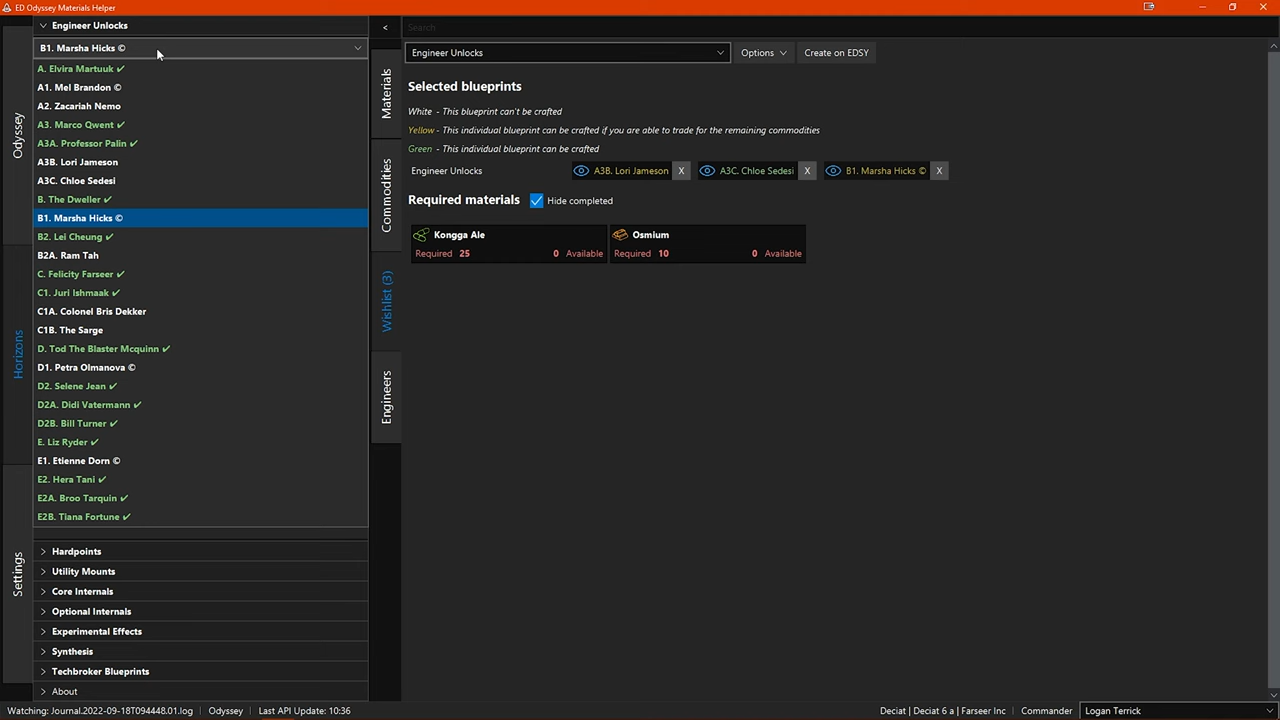 ED Odyssey Materials Helper
Engineer Unlocks
B1. Marsha Hicks ©
A. Elvira Martuuk ✓
A1. Mel Brandon ©
A2. Zacariah Nemo
A3. Marco Qwent ✓
A3A. Professor Palin ✓
A3B. Lori Jameson
A3C. Chloe Sedesi
B. The Dweller ✓
B1. Marsha Hicks ©
B2. Lei Cheung ✓
B2A. Ram Tah
C. Felicity Farseer ✓
C1. Juri Ishmaak ✓
C1A. Colonel Bris Dekker
C1B. The Sarge
D. Tod The Blaster Mcquinn ✓
D1. Petra Olmanova ©
D2. Selene Jean ✓
D2A. Didi Vatermann ✓
D2B. Bill Turner ✓
E. Liz Ryder ✓
E1. Etienne Dorn ©
E2. Hera Tani ✓
E2A. Broo Tarquin ✓
E2B. Tiana Fortune ✓
Hardpoints
Utility Mounts
Core Internals
Optional Internals
Experimental Effects
Synthesis
Techbroker Blueprints
About
Odyssey
Horizons
Settings
<
Materials
Commodities
Wishlist (3)
Engineers
Search
Engineer Unlocks
Options
Create on EDSY
Selected blueprints
White - This blueprint can't be crafted
Yellow - This individual blueprint can be crafted if you are able to trade for the remaining commodities
Green - This individual blueprint can be crafted
Engineer Unlocks
A3B. Lori Jameson X
A3C. Chloe Sedesi X
B1. Marsha Hicks © X
Required materials
Hide completed
Kongga Ale
Required 25 0 Available
Osmium
Required 10 0 Available
Watching: Journal.2022-09-18T094448.01.log
Odyssey
Last API Update: 10:36
Deciat | Deciat 6 a | Farseer Inc
Commander
Logan Terrick